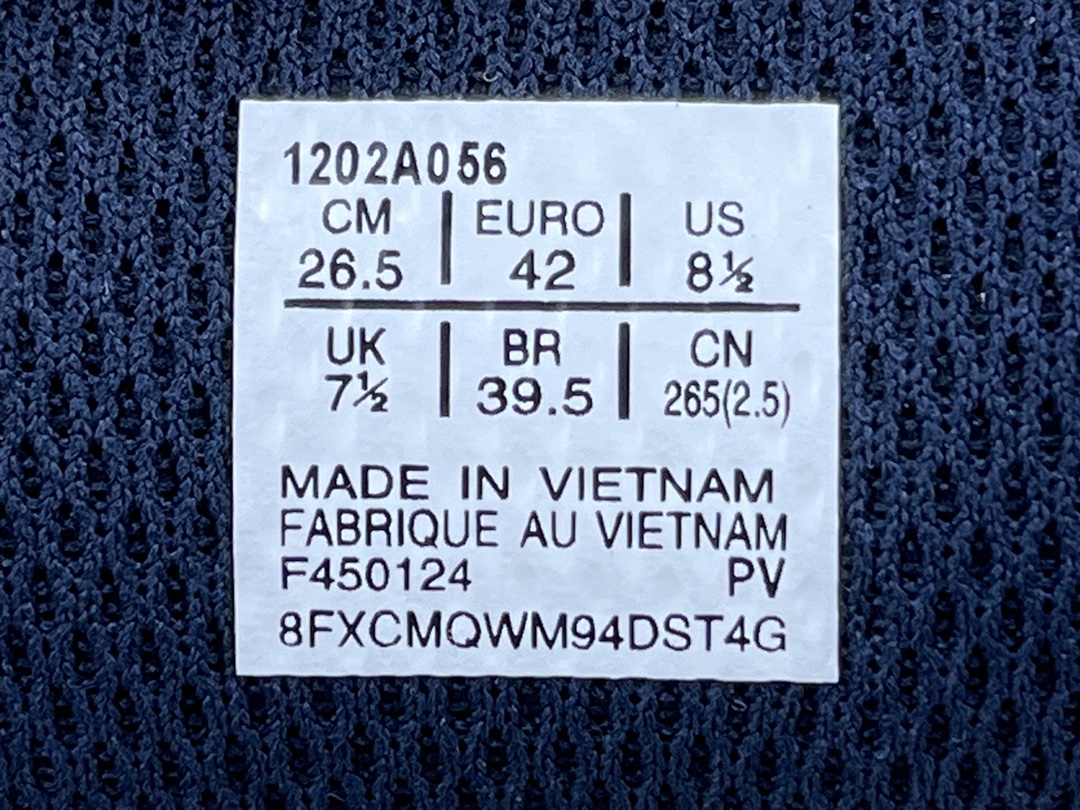 1202A056
CM | EURO | US
26.5 | 42 | 8½
UK | BR | CN
7½ | 39.5 | 265(2.5)
MADE IN VIETNAM
FABRIQUE AU VIETNAM
F450124 PV
8FXCMQWM94DST4G